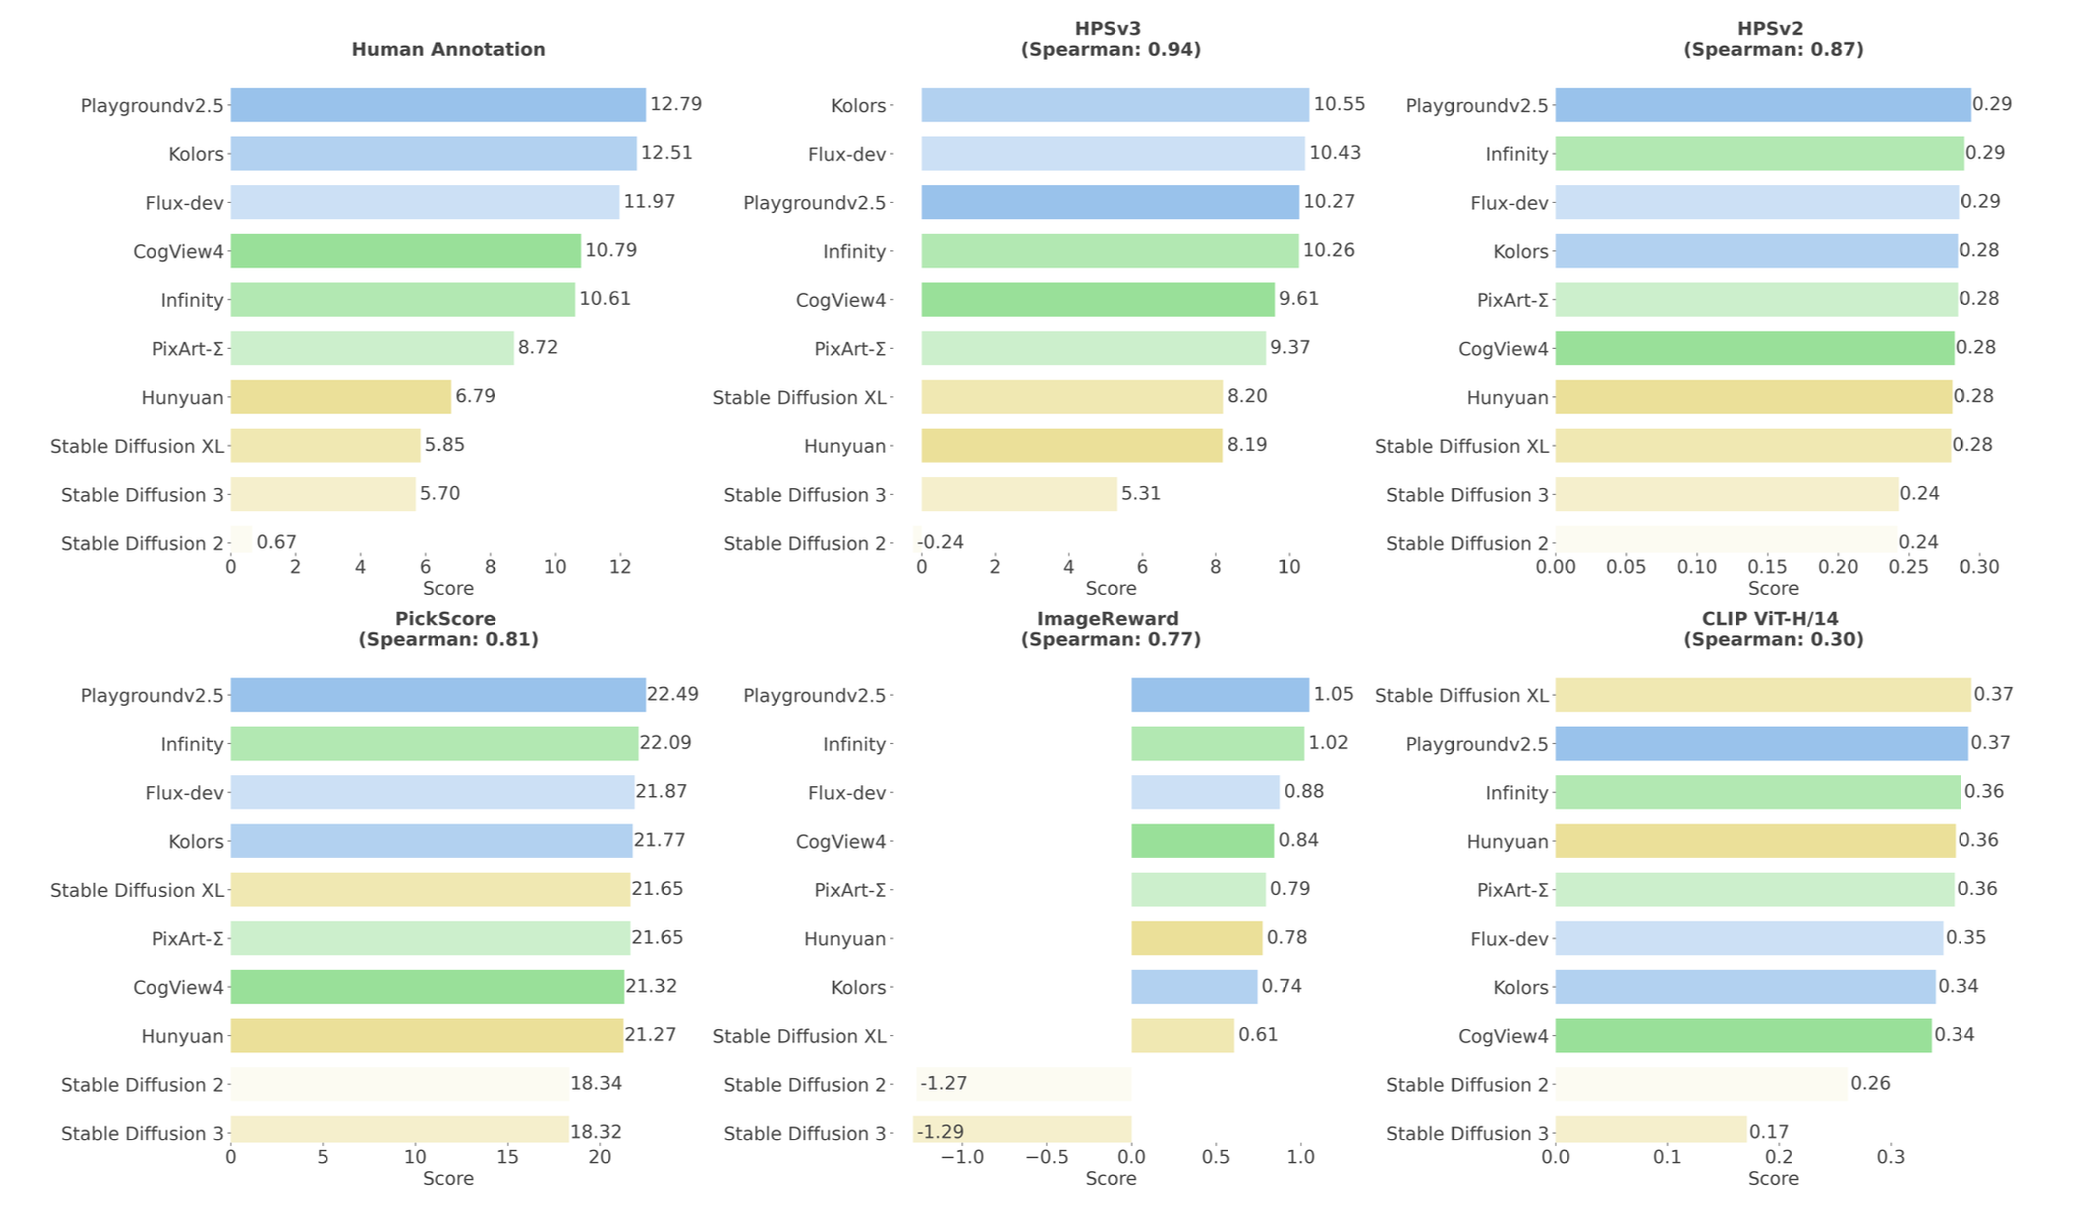 Human Annotation
Playgroundv2.5
12.79
Kolors
12.51
Flux-dev
11.97
CogView4
10.79
Infinity
10.61
PixArt-Σ
8.72
Hunyuan
6.79
Stable Diffusion XL
5.85
Stable Diffusion 3
5.70
Stable Diffusion 2
0.67
0 2 4 6 8 10 12
Score
HPSv3
(Spearman: 0.94)
Kolors
10.55
Flux-dev
10.43
Playgroundv2.5
10.27
Infinity
10.26
CogView4
9.61
PixArt-Σ
9.37
Stable Diffusion XL
8.20
Hunyuan
8.19
Stable Diffusion 3
5.31
Stable Diffusion 2
-0.24
0 2 4 6 8 10
Score
HPSv2
(Spearman: 0.87)
Playgroundv2.5
0.29
Infinity
0.29
Flux-dev
0.29
Kolors
0.28
PixArt-Σ
0.28
CogView4
0.28
Hunyuan
0.28
Stable Diffusion XL
0.28
Stable Diffusion 3
0.24
Stable Diffusion 2
0.24
0.00 0.05 0.10 0.15 0.20 0.25 0.30
Score
PickScore
(Spearman: 0.81)
Playgroundv2.5
22.49
Infinity
22.09
Flux-dev
21.87
Kolors
21.77
Stable Diffusion XL
21.65
PixArt-Σ
21.65
CogView4
21.32
Hunyuan
21.27
Stable Diffusion 2
18.34
Stable Diffusion 3
18.32
0 5 10 15 20
Score
ImageReward
(Spearman: 0.77)
Playgroundv2.5
1.05
Infinity
1.02
Flux-dev
0.88
CogView4
0.84
PixArt-Σ
0.79
Hunyuan
0.78
Kolors
0.74
Stable Diffusion XL
0.61
Stable Diffusion 2
-1.27
Stable Diffusion 3
-1.29
−1.0 −0.5 0.0 0.5 1.0
Score
CLIP ViT-H/14
(Spearman: 0.30)
Stable Diffusion XL
0.37
Playgroundv2.5
0.37
Infinity
0.36
Hunyuan
0.36
PixArt-Σ
0.36
Flux-dev
0.35
Kolors
0.34
CogView4
0.34
Stable Diffusion 2
0.26
Stable Diffusion 3
0.17
0.0 0.1 0.2 0.3
Score